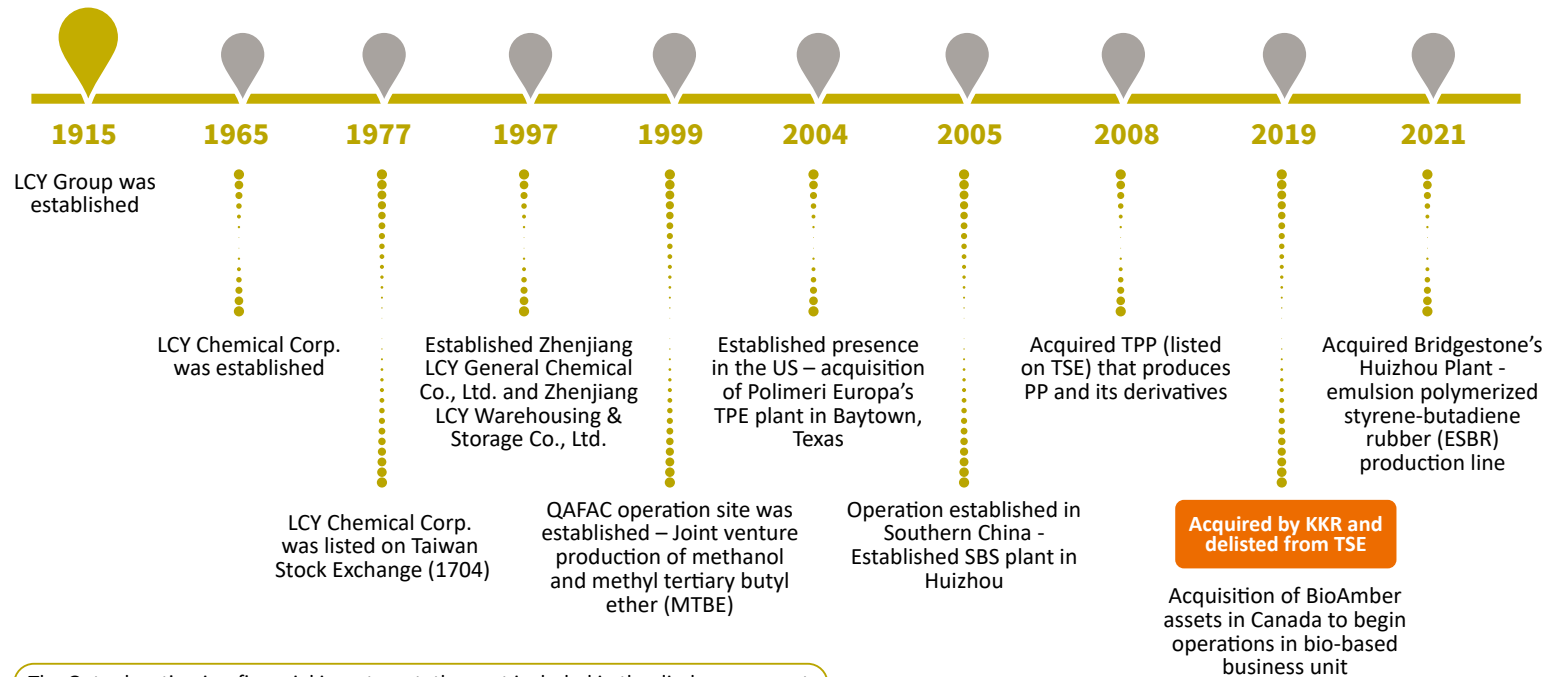 1915
1965
1977
1997
1999
2004
2005
2008
2019
2021
LCY Group was
established
LCY Chemical Corp.
was established
LCY Chemical Corp.
was listed on Taiwan
Stock Exchange (1704)
Established Zhenjiang
LCY General Chemical
Co., Ltd. and Zhenjiang
LCY Warehousing &
Storage Co., Ltd.
QAFAC operation site was
established – Joint venture
production of methanol
and methyl tertiary butyl
ether (MTBE)
Established presence
in the US – acquisition
of Polimeri Europa’s
TPE plant in Baytown,
Texas
Operation established in
Southern China -
Established SBS plant in
Huizhou
Acquired TPP (listed
on TSE) that produces
PP and its derivatives
Acquired by KKR and
delisted from TSE
Acquisition of BioAmber
assets in Canada to begin
operations in bio-based
business unit
Acquired Bridgestone’s
Huizhou Plant -
emulsion polymerized
styrene-butadiene
rubber (ESBR)
production line